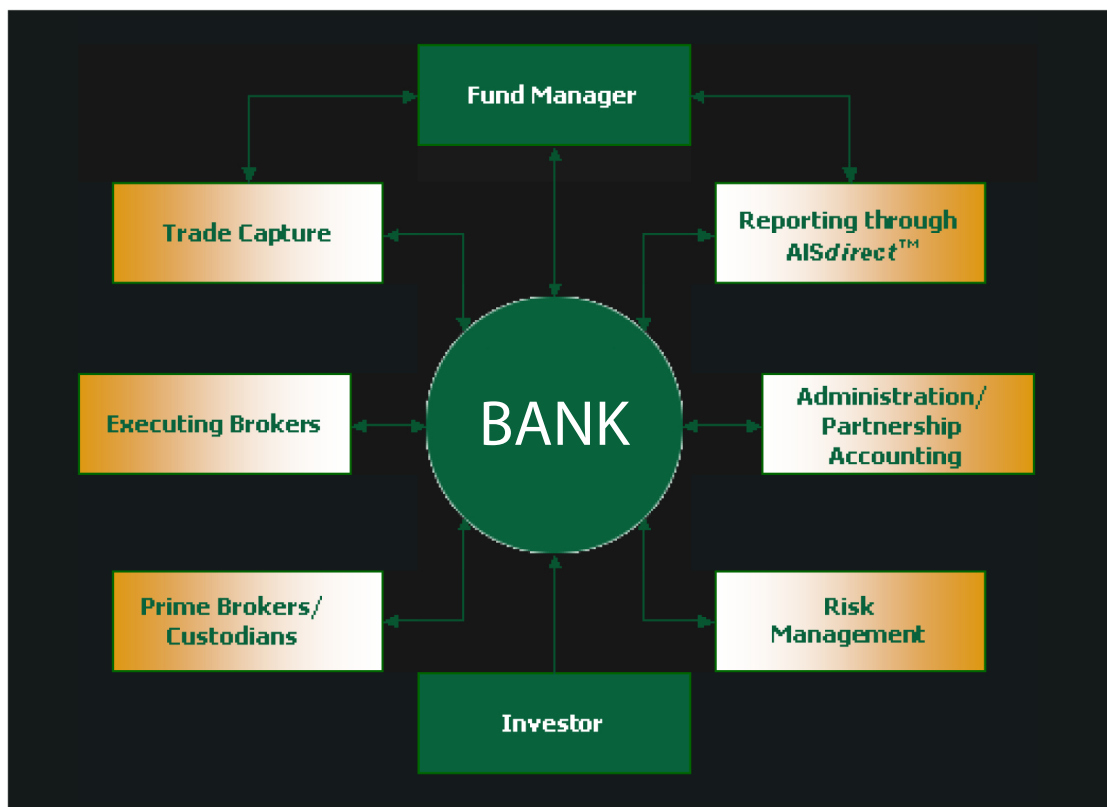 Fund Manager
Trade Capture
Reporting through
AISdirect™
Executing Brokers
BANK
Administration/
Partnership
Accounting
Prime Brokers/
Custodians
Risk
Management
Investor